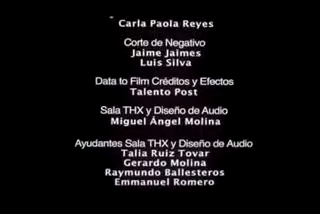 Carla Paola Reyes
Corte de Negativo
Jaime Jaimes
Luis Silva
Data to Film Créditos y Efectos
Talento Post
Sala THX y Diseño de Audio
Miguel Ángel Molina
Ayudantes Sala THX y Diseño de Audio
Talia Ruiz Tovar
Gerardo Molina
Raymundo Ballesteros
Emmanuel Romero